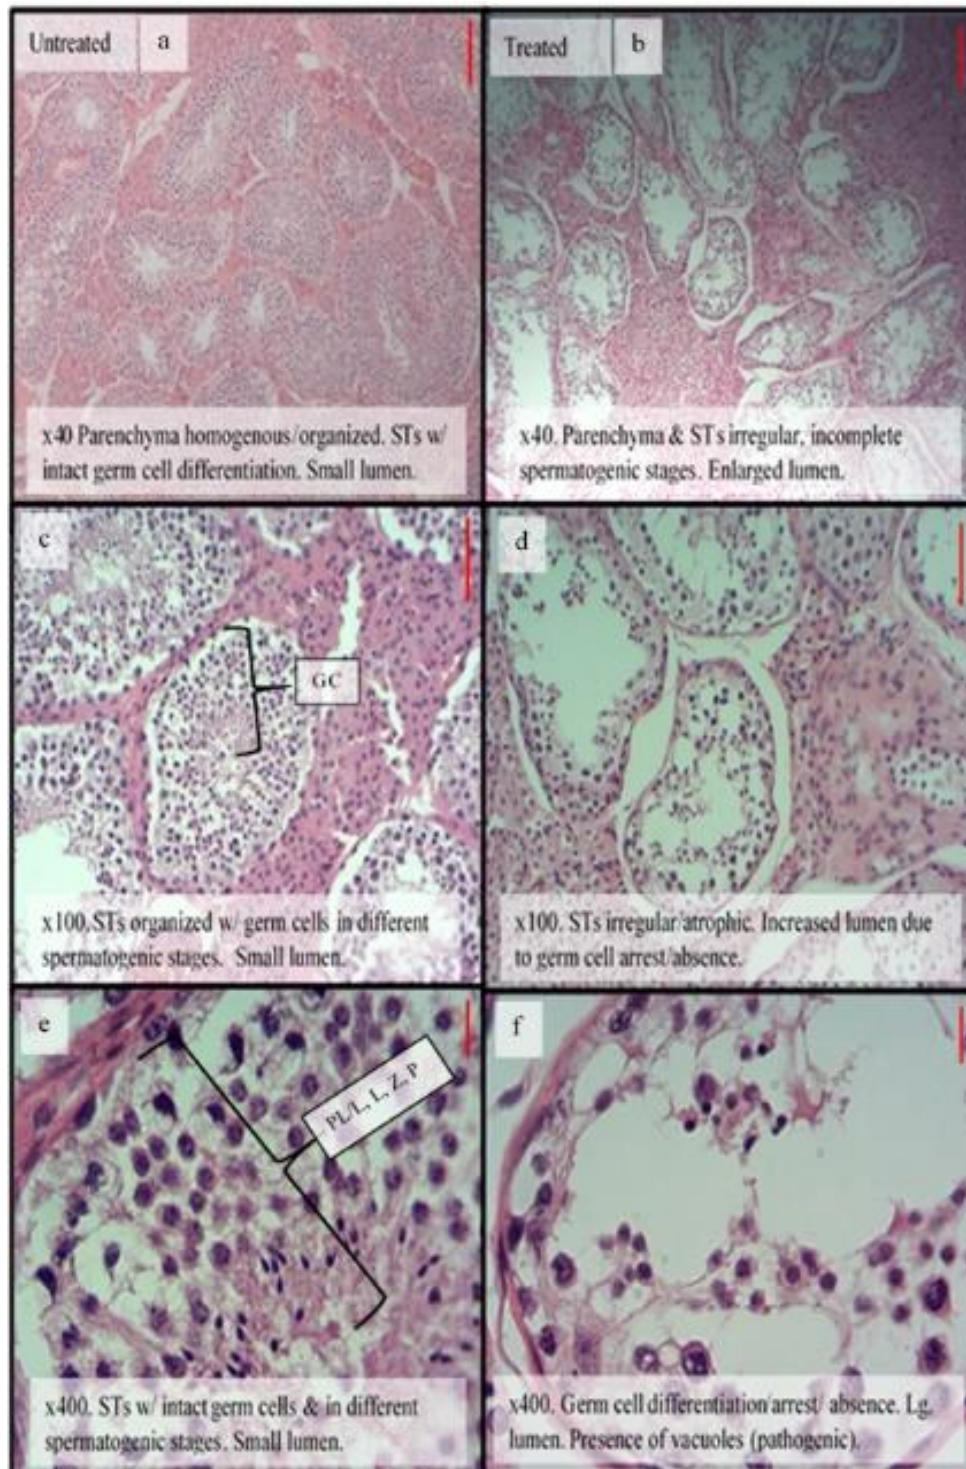 Untreated a
Treated b
x40 Parenchyma homogenous/organized. STs w/
intact germ cell differentiation. Small lumen.
x40. Parenchyma & STs irregular, incomplete
spermatogenic stages. Enlarged lumen.
c
GC
d
x100. STs organized w/ germ cells in different
spermatogenic stages. Small lumen.
x100. STs irregular/atrophic. Increased lumen due
to germ cell arrest/absence.
e
PL/L, L, Z, P
f
x400. STs w/ intact germ cells & in different
spermatogenic stages. Small lumen.
x400. Germ cell differentiation/arrest/ absence. Lg.
lumen. Presence of vacuoles (pathogenic).